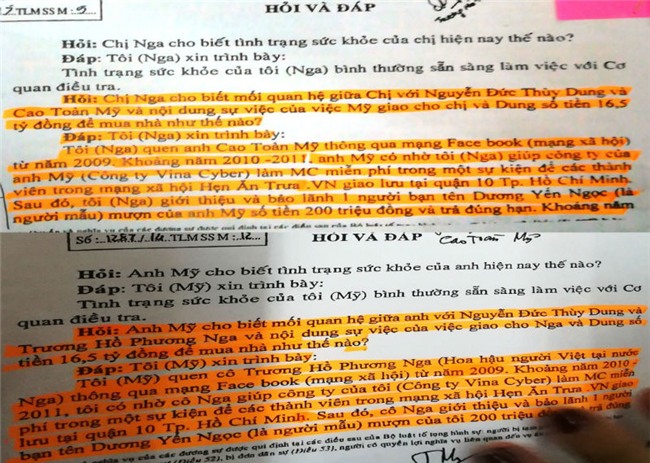 TLM SS M : 5...
HỎI VÀ ĐÁP
Hỏi: Chị Nga cho biết tình trạng sức khỏe của chị hiện nay thế nào?
Đáp: Tôi (Nga) xin trình bày:
Tình trạng sức khỏe của tôi (Nga) bình thường sẵn sàng làm việc với Cơ
quan điều tra.
Hỏi: Chị Nga cho biết mối quan hệ giữa Chị với Nguyễn Đức Thùy Dung và
Cao Toàn Mỹ và nội dung sự việc của việc Mỹ giao cho chị và Dung số tiền 16,5
tỷ đồng để mua nhà như thế nào?
Đáp: Tôi (Nga) xin trình bày:
Tôi (Nga) quen anh Cao Toàn Mỹ thông qua mạng Face book (mạng xã hội)
từ năm 2009. Khoảng năm 2010 -2011, anh Mỹ có nhờ tôi (Nga) giúp công ty của
anh Mỹ (Công ty Vina Cyber) làm MC miễn phí trong một sự kiện để các thành
viên trong mạng xã hội Hẹn Ăn Trưa .VN giao lưu tại quận 10 Tp. Hồ Chí Minh.
Sau đó, tôi (Nga) giới thiệu và bảo lãnh 1 người bạn tên Dương Yến Ngọc (là
người mẫu) mượn của anh Mỹ số tiền 200 triệu đồng và trả đúng hạn. Khoảng năm
Số :..1287./.14.TLM SS M :.12...
HỎI VÀ ĐÁP
Hỏi: Anh Mỹ cho biết tình trạng sức khỏe của anh hiện nay thế nào?
Đáp: Tôi (Mỹ) xin trình bày:
Tình trạng sức khỏe của tôi (Mỹ) bình thường sẵn sàng làm việc với Cơ
quan điều tra.
Hỏi: Anh Mỹ cho biết mối quan hệ giữa anh với Nguyễn Đức Thùy Dung và
Trương Hồ Phương Nga và nội dung sự việc của việc giao cho Nga và Dung số
tiền 16,5 tỷ đồng để mua nhà như thế nào?
Đáp: Tôi (Mỹ) xin trình bày:
Tôi (Mỹ) quen cô Trương Hồ Phương Nga (Hoa hậu người Việt tại nước
Nga) thông quả mạng Face book (mạng xã hội) từ năm 2009. Khoảng năm 2010 -
2011, tôi có nhờ cô Nga giúp công ty của tôi (Công ty Vina Cyber) làm MC miễn
phí trong một sự kiện để các thành viên trong mạng xã hội Hẹn Ăn Trưa .VN giao
lưu tại quận 10 Tp. Hồ Chí Minh. Sau đó, cô Nga giới thiệu và bảo lãnh 1 người
bạn tên Dương Yến Ngọc (là người mẫu) mượn của tôi 200 triệu đồng và trả đúng